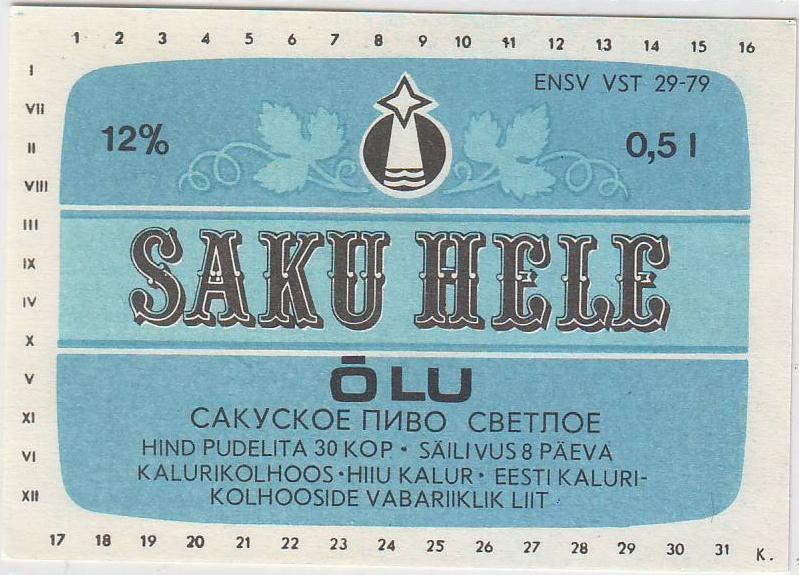 1 2 3 4 5 6 7 8 9 10 11 12 13 14 15 16
I
VII
II
VIII
III
IX
IV
X
V
XI
VI
XII
ENSV VST 29-79
12% 0,5 l
SAKU HELE
ÕLU
САКУСКОЕ ПИВО СВЕТЛОЕ
HIND PUDELITA 30 KOP • SÄILIVUS 8 PÄEVA
KALURIKOLHOOS • HIIU KALUR • EESTI KALURI-
KOLHOOSIDE VABARIIKLIK LIIT
17 18 19 20 21 22 23 24 25 26 27 28 29 30 31 K.